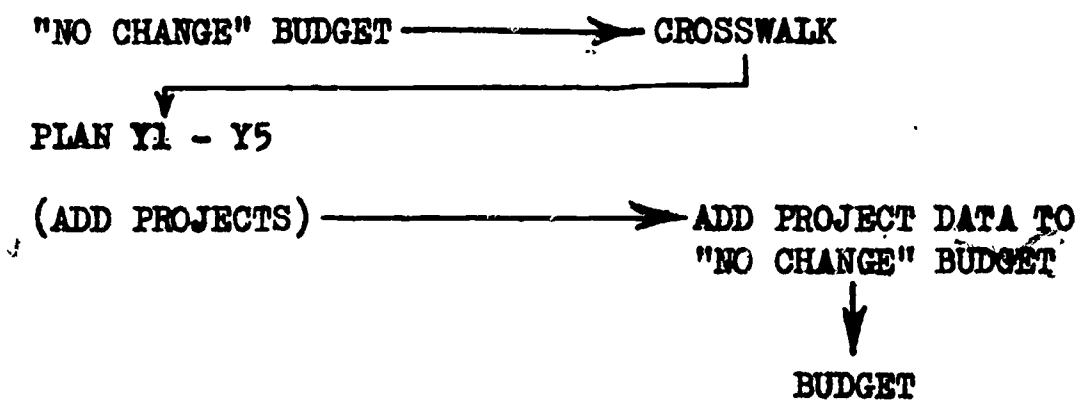 "NO CHANGE" BUDGET CROSSWALK
PLAN Y1 - Y5
(ADD PROJECTS) ADD PROJECT DATA TO
"NO CHANGE" BUDGET
BUDGET